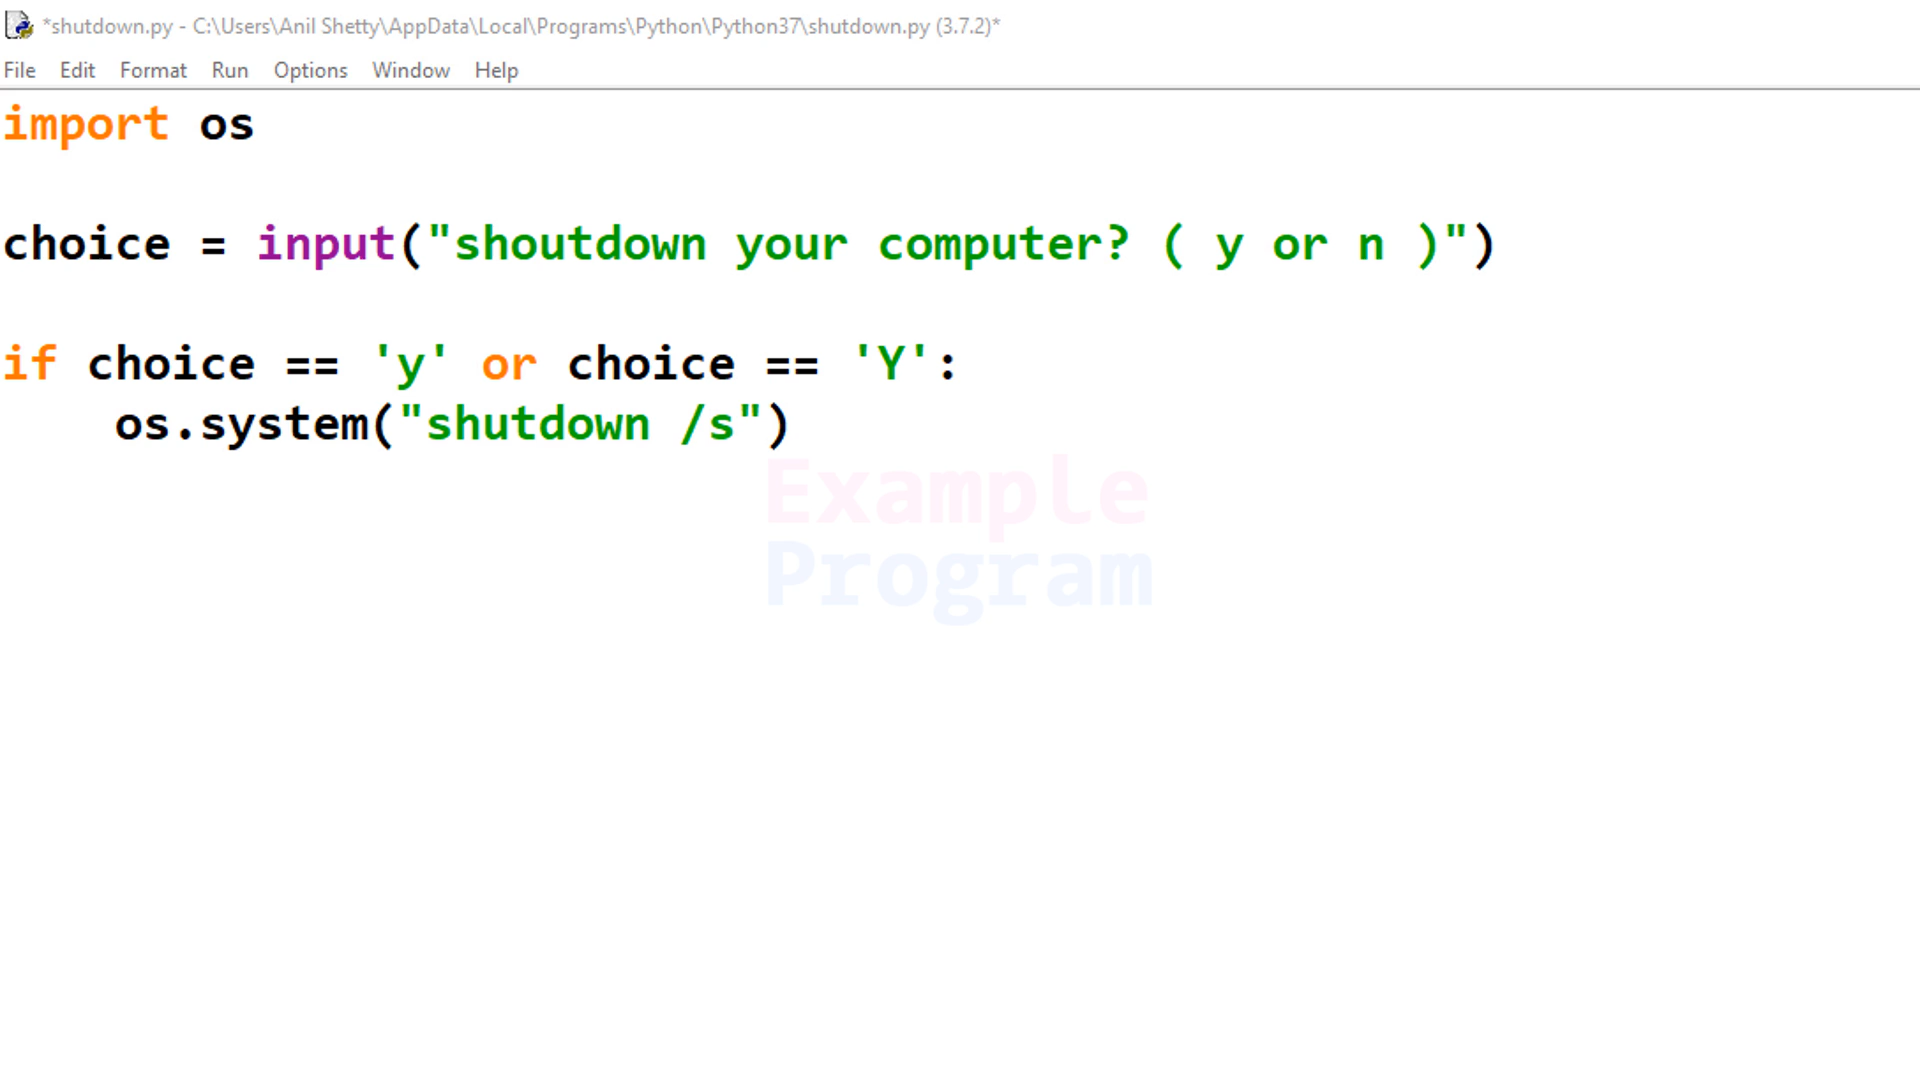 *shutdown.py - C:\Users\Anil Shetty\AppData\Local\Programs\Python\Python37\shutdown.py (3.7.2)*
File Edit Format Run Options Window Help
import os
choice = input("shoutdown your computer? ( y or n )")
if choice == 'y' or choice == 'Y':
    os.system("shutdown /s")
Example
Program